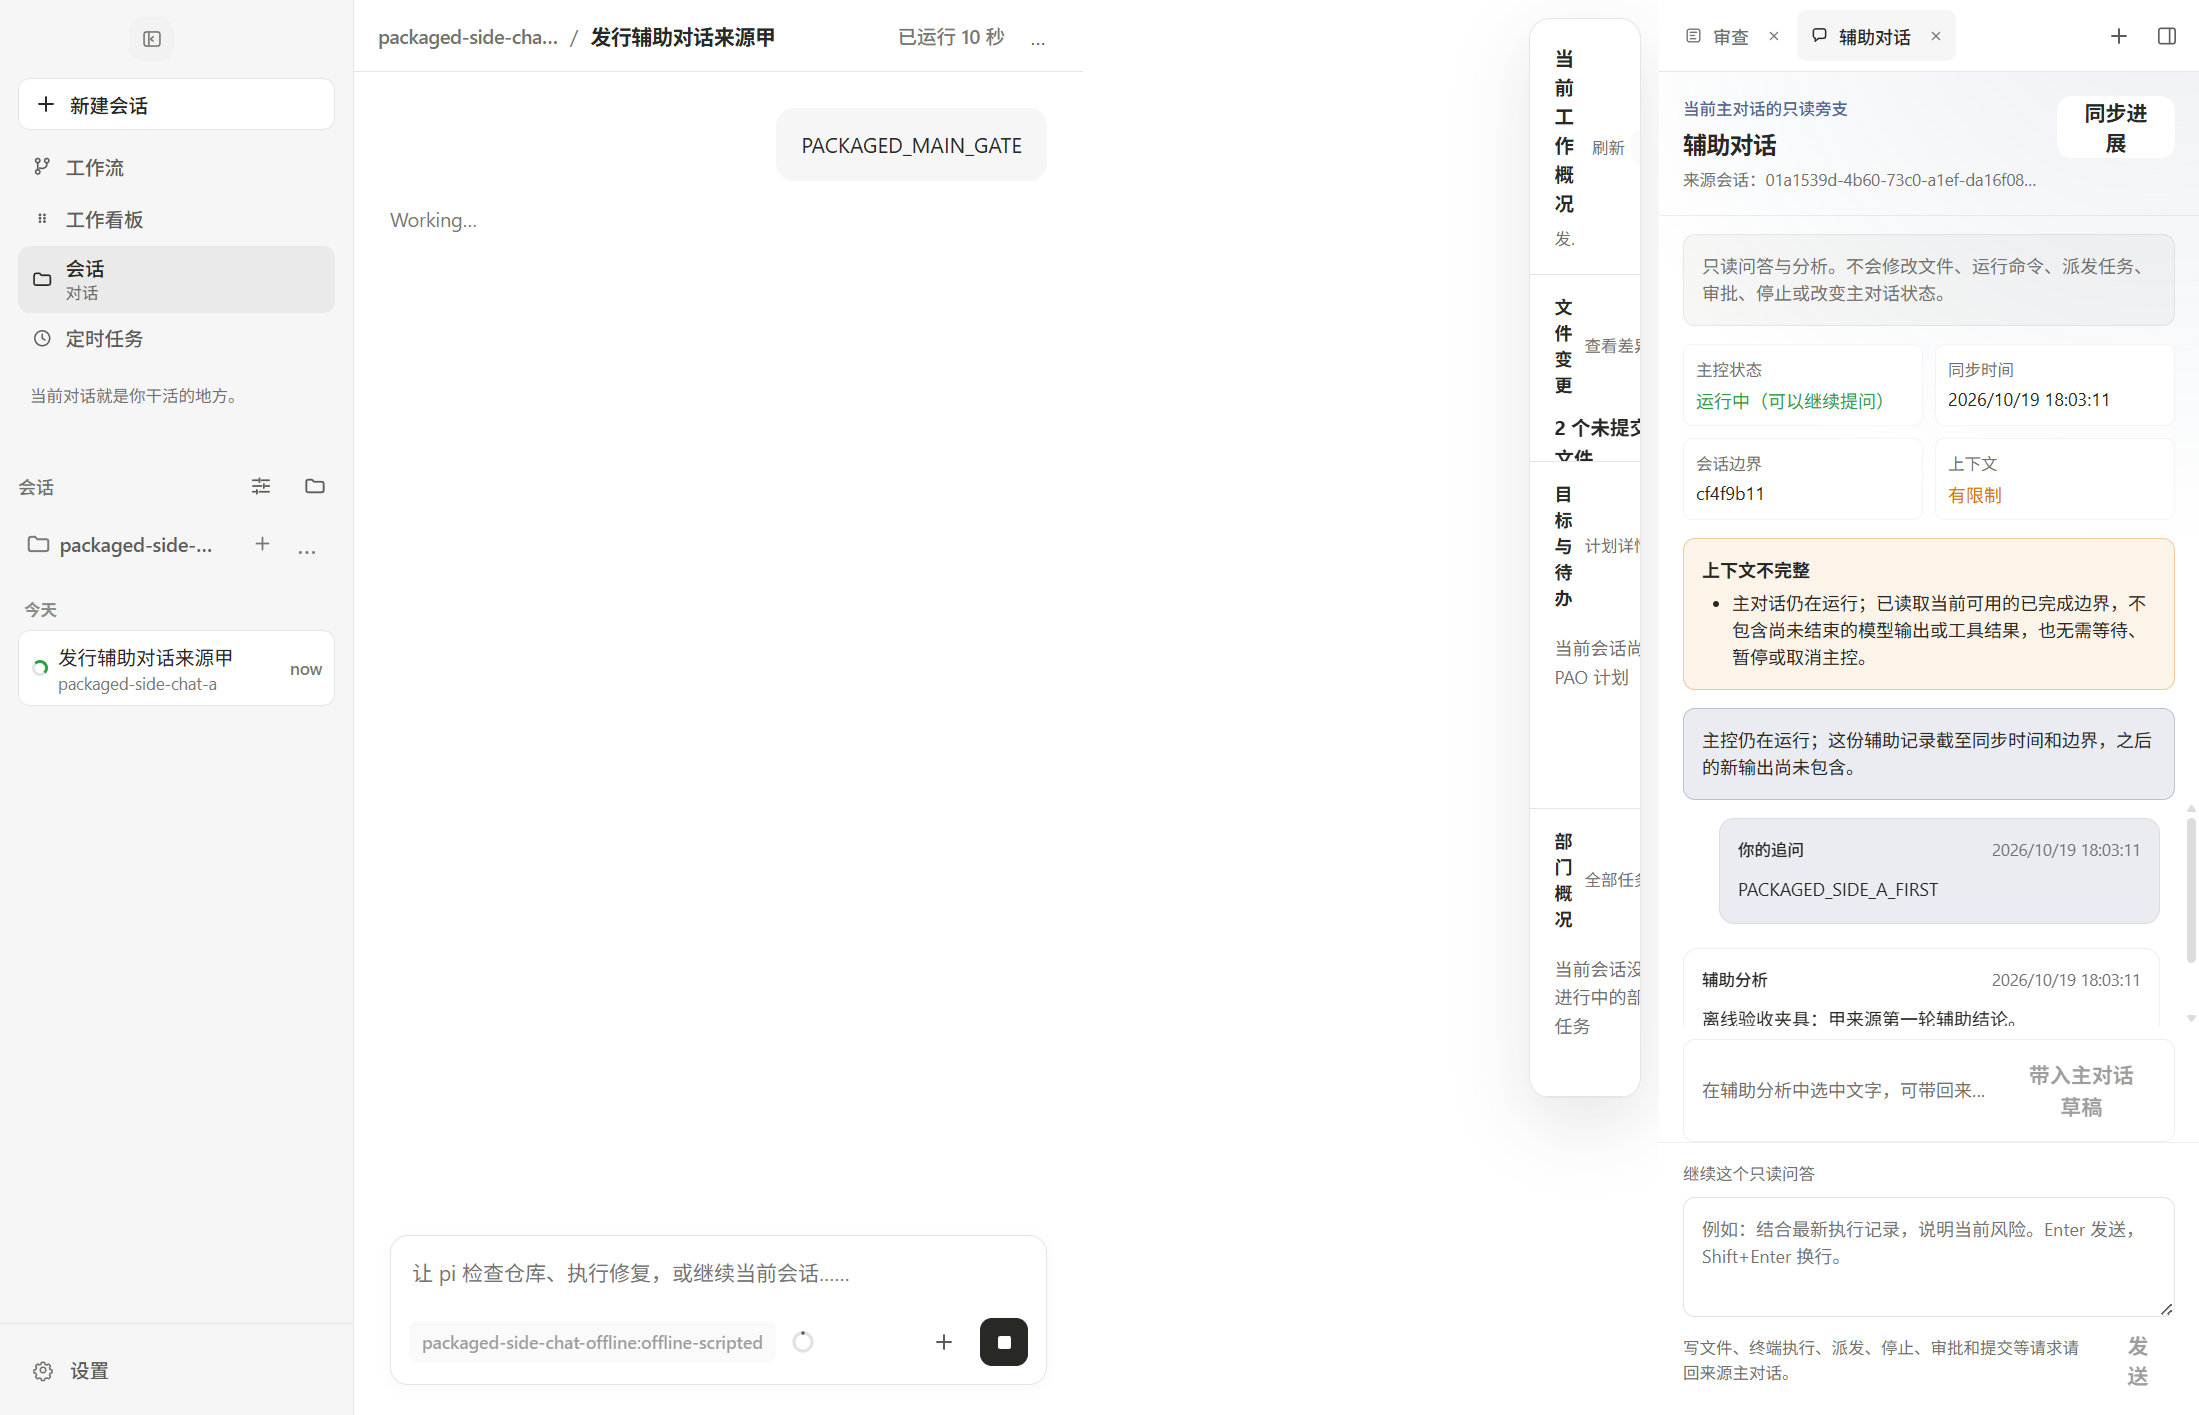 新建会话
工作流
工作看板
会话
对话
定时任务
当前对话就是你干活的地方。
会话
packaged-side-...
今天
发行辅助对话来源甲
packaged-side-chat-a
now
设置
packaged-side-cha... / 发行辅助对话来源甲
已运行 10 秒
...
PACKAGED_MAIN_GATE
Working...
让 pi 检查仓库、执行修复，或继续当前会话……
packaged-side-chat-offline:offline-scripted
当前工作概况
刷新
发.
文件变更
查看差异
2 个未提交
文件
目标与待办
计划详情
当前会话尚
PAO 计划
部门概况
全部任务
当前会话没
进行中的部
任务
审查
辅助对话
当前主对话的只读旁支
辅助对话
来源会话：01a1539d-4b60-73c0-a1ef-da16f08...
同步进
展
只读问答与分析。不会修改文件、运行命令、派发任务、
审批、停止或改变主对话状态。
主控状态
运行中（可以继续提问）
同步时间
2026/10/19 18:03:11
会话边界
cf4f9b11
上下文
有限制
上下文不完整
主对话仍在运行；已读取当前可用的已完成边界，不
包含尚未结束的模型输出或工具结果，也无需等待、
暂停或取消主控。
主控仍在运行；这份辅助记录截至同步时间和边界，之后
的新输出尚未包含。
你的追问
2026/10/19 18:03:11
PACKAGED_SIDE_A_FIRST
辅助分析
2026/10/19 18:03:11
离线验收夹具：甲来源第一轮辅助结论。
在辅助分析中选中文字，可带回来...
带入主对话
草稿
继续这个只读问答
例如：结合最新执行记录，说明当前风险。Enter 发送，
Shift+Enter 换行。
写文件、终端执行、派发、停止、审批和提交等请求请
回来源主对话。
发
送